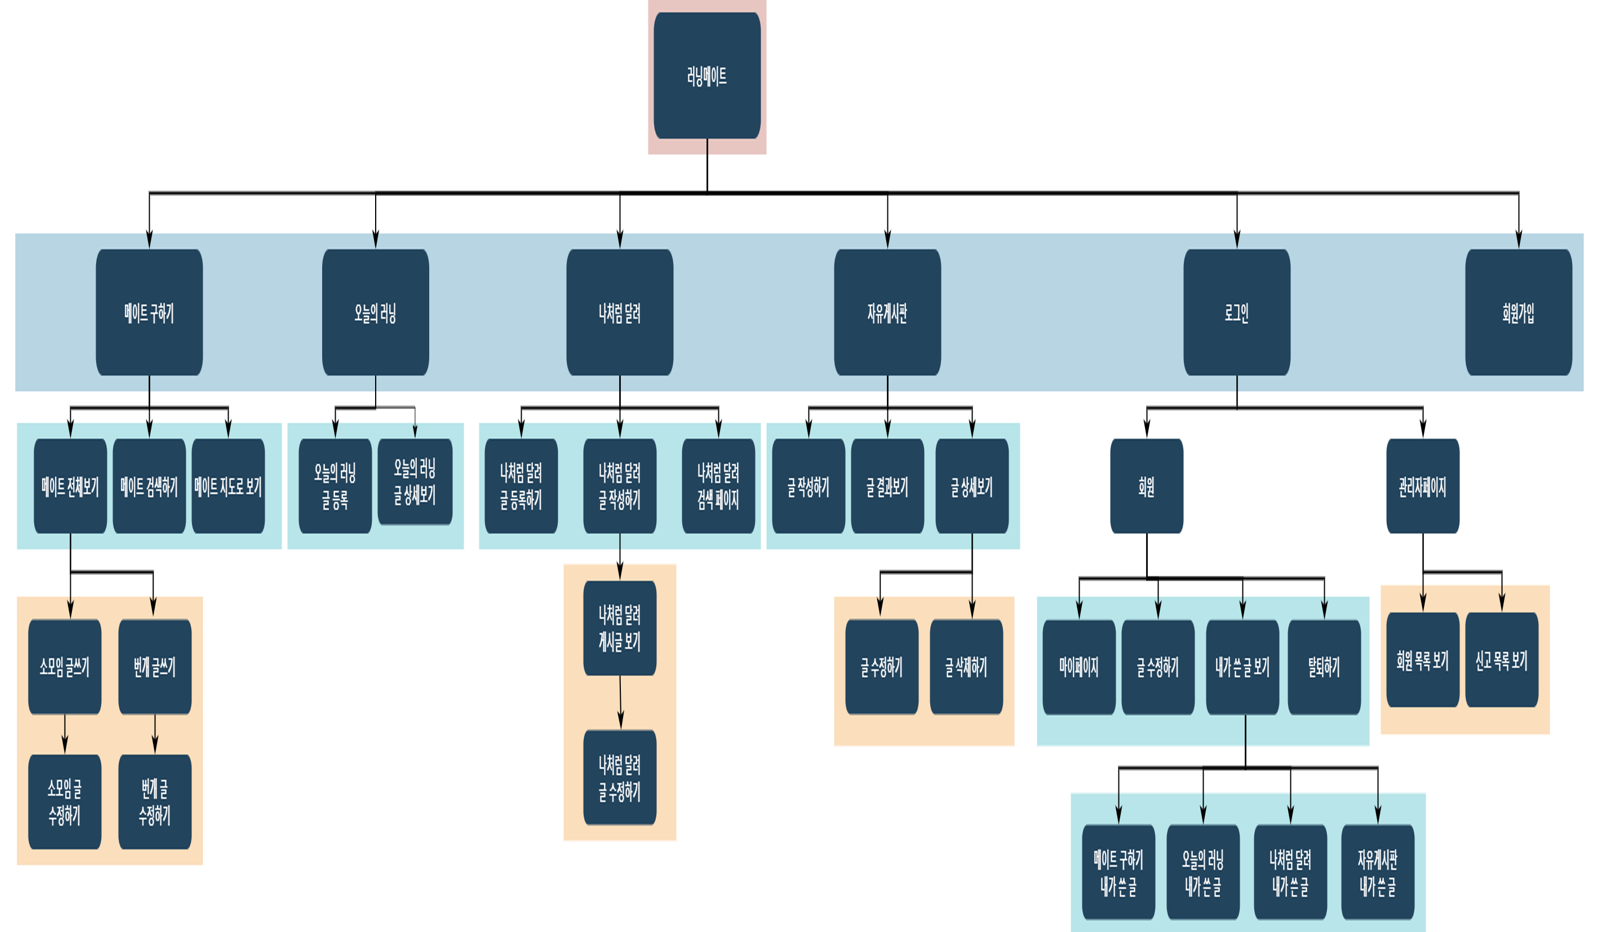 러닝메이트
메이트 구하기
오늘의 러닝
나처럼 달려
자유게시판
로그인
회원가입
메이트 전체보기
메이트 검색하기
메이트 지도로 보기
오늘의 러닝
글 등록
오늘의 러닝
글 상세보기
나처럼 달려
글 등록하기
나처럼 달려
글 작성하기
나처럼 달려
검색 페이지
글 작성하기
글 결과보기
글 상세보기
회원
관리자페이지
소모임 글쓰기
번개 글쓰기
나처럼 달려
게시글 보기
글 수정하기
글 삭제하기
마이페이지
글 수정하기
내가 쓴 글 보기
탈퇴하기
회원 목록 보기
신고 목록 보기
소모임 글
수정하기
번개 글
수정하기
나처럼 달려
글 수정하기
메이트 구하기
내가 쓴 글
오늘의 러닝
내가 쓴 글
나처럼 달려
내가 쓴 글
자유게시판
내가 쓴 글